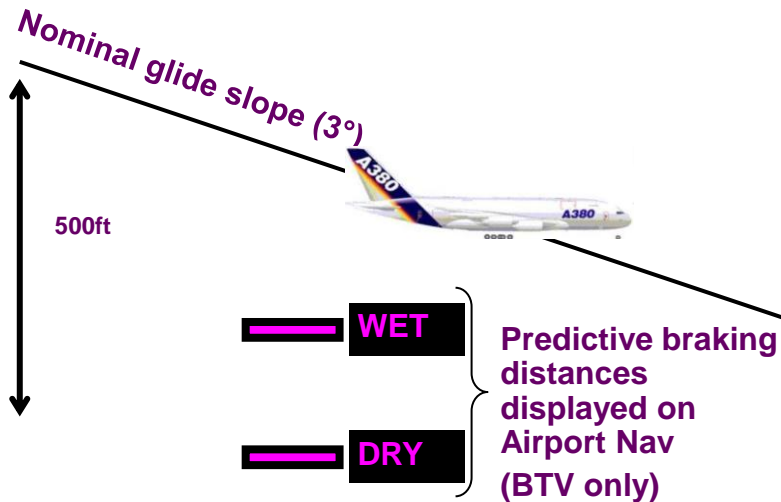 Nominal glide slope (3°)
A380
A380
500ft
WET
Predictive braking
distances
displayed on
Airport Nav
(BTV only)
DRY